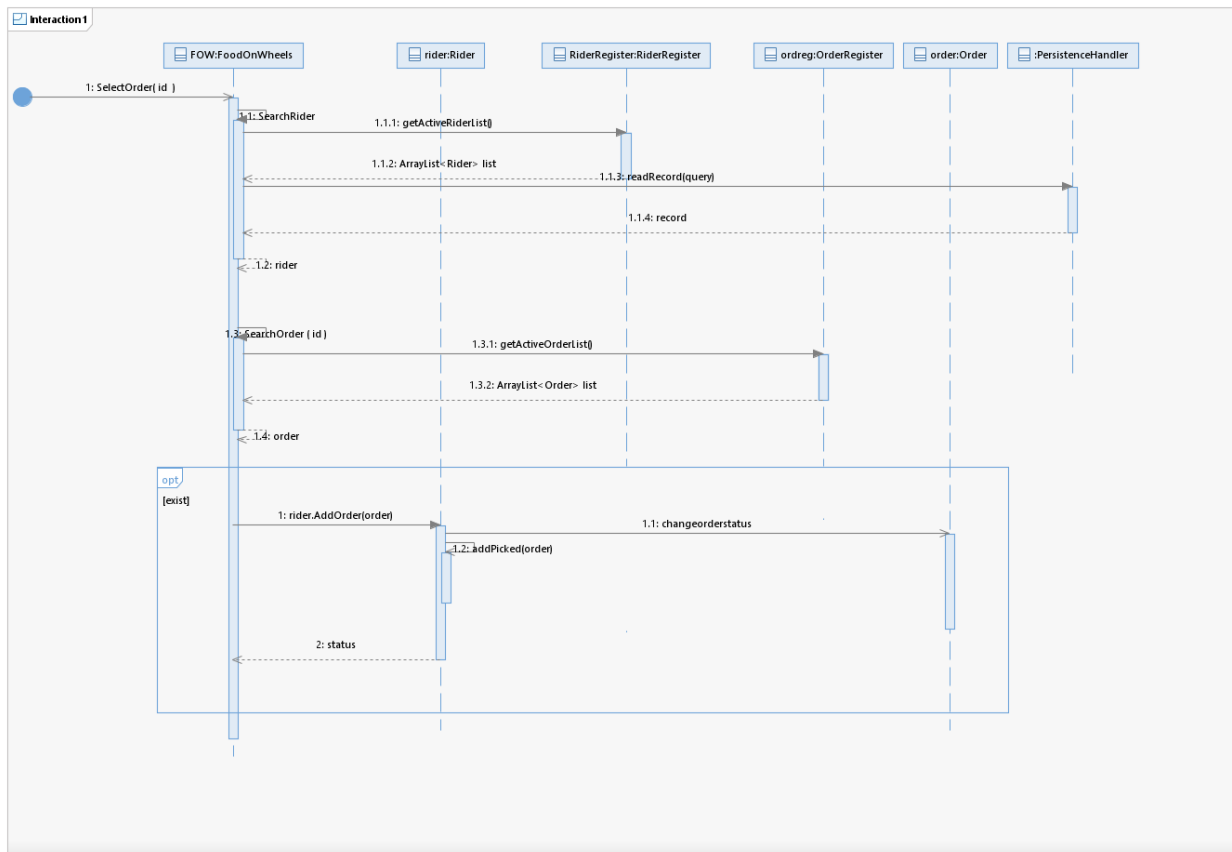 Interaction1
FOW:FoodOnWheels
rider:Rider
RiderRegister:RiderRegister
ordreg:OrderRegister
order:Order
:PersistenceHandler
1: SelectOrder( id )
1.1: SearchRider
1.1.1: getActiveRiderList()
1.1.2: ArrayList<Rider> list
1.1.3: readRecord(query)
1.1.4: record
1.2: rider
1.3: SearchOrder ( id )
1.3.1: getActiveOrderList()
1.3.2: ArrayList<Order> list
1.4: order
opt
[exist]
1: rider.AddOrder(order)
1.1: changeorderstatus
1.2: addPicked(order)
2: status